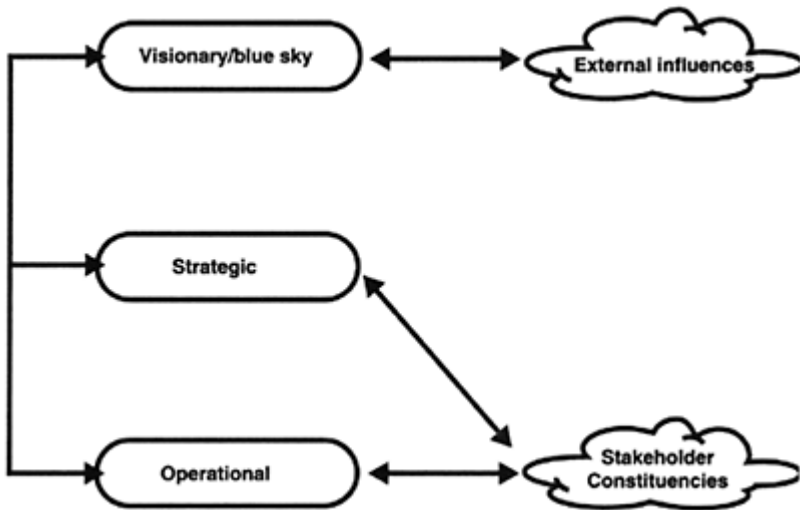 Visionary/blue sky
External influences
Strategic
Operational
Stakeholder
Constituencies